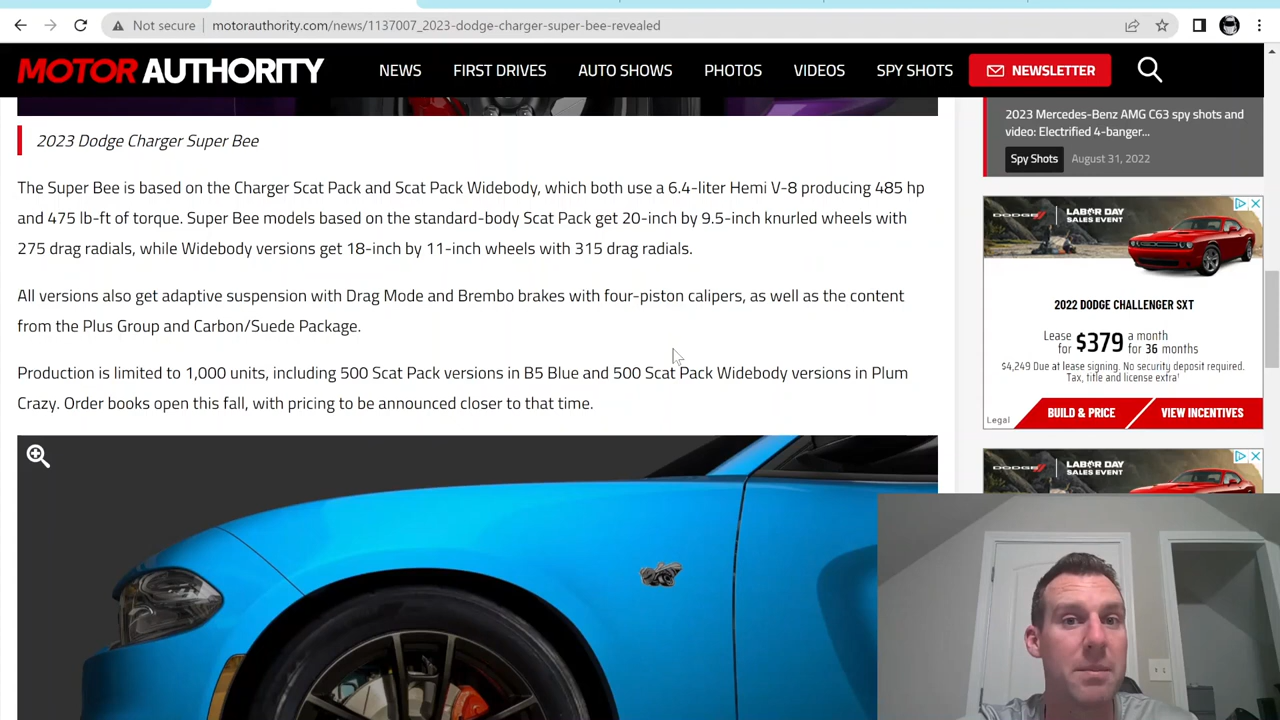 Not secure
motorauthority.com/news/1137007_2023-dodge-charger-super-bee-revealed
MOTOR AUTHORITY
NEWS
FIRST DRIVES
AUTO SHOWS
PHOTOS
VIDEOS
SPY SHOTS
NEWSLETTER
2023 Dodge Charger Super Bee
The Super Bee is based on the Charger Scat Pack and Scat Pack Widebody, which both use a 6.4-liter Hemi V-8 producing 485 hp
and 475 lb-ft of torque. Super Bee models based on the standard-body Scat Pack get 20-inch by 9.5-inch knurled wheels with
275 drag radials, while Widebody versions get 18-inch by 11-inch wheels with 315 drag radials.
All versions also get adaptive suspension with Drag Mode and Brembo brakes with four-piston calipers, as well as the content
from the Plus Group and Carbon/Suede Package.
Production is limited to 1,000 units, including 500 Scat Pack versions in B5 Blue and 500 Scat Pack Widebody versions in Plum
Crazy. Order books open this fall, with pricing to be announced closer to that time.
2023 Mercedes-Benz AMG C63 spy shots and
video: Electrified 4-banger...
Spy Shots
August 31, 2022
DODGE
LABOR DAY
SALES EVENT
2022 DODGE CHALLENGER SXT
Lease
for
$379
a month
for 36 months
$4,249 Due at lease signing. No security deposit required.
Tax, title and license extra¹
Legal
BUILD & PRICE
VIEW INCENTIVES
DODGE
LABOR DAY
SALES EVENT